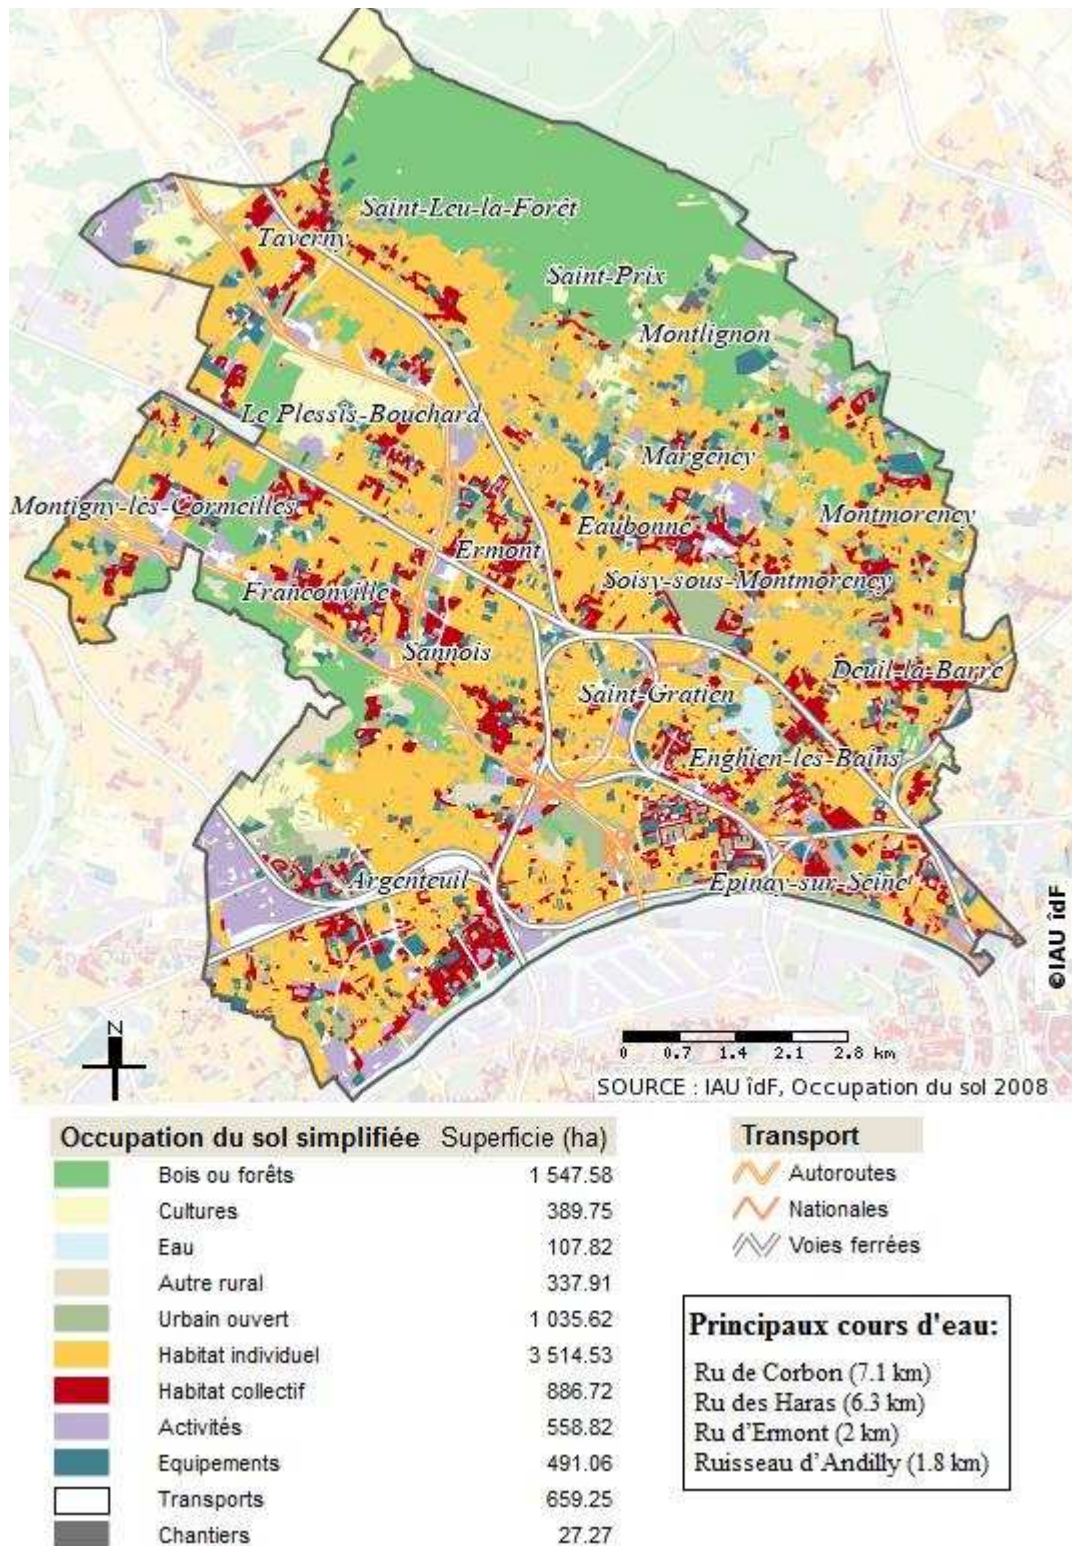 Saint-Leu-la-Forêt
Taverny
Saint-Prix
Montlignon
Le Plessis-Bouchard
Margency
Montigny-lès-Cormeilles
Eaubonne
Montmorency
Ermont
Franconville
Soisy-sous-Montmorency
Sannois
Deuil-la-Barre
Saint-Gratien
Enghien-les-Bains
Argenteuil
Epinay-sur-Seine
©IAU îdF
N
0 0.7 1.4 2.1 2.8 km
SOURCE : IAU îdF, Occupation du sol 2008
Occupation du sol simplifiée Superficie (ha)
Bois ou forêts 1 547.58
Cultures 389.75
Eau 107.82
Autre rural 337.91
Urbain ouvert 1 035.62
Habitat individuel 3 514.53
Habitat collectif 886.72
Activités 558.82
Equipements 491.06
Transports 659.25
Chantiers 27.27
Transport
Autoroutes
Nationales
Voies ferrées
Principaux cours d'eau:
Ru de Corbon (7.1 km)
Ru des Haras (6.3 km)
Ru d'Ermont (2 km)
Ruisseau d'Andilly (1.8 km)